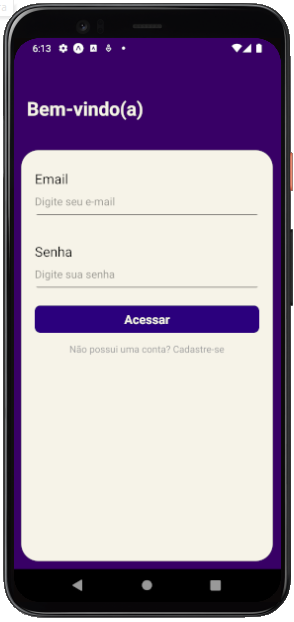 6:13
Bem-vindo(a)
Email
Digite seu e-mail
Senha
Digite sua senha
Acessar
Não possui uma conta? Cadastre-se